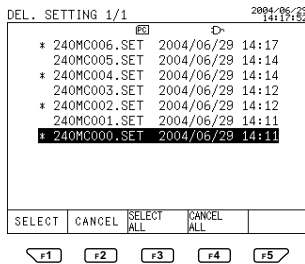 DEL. SETTING 1/1
2004/06/29
14:17:52
PC
* 240MC006.SET 2004/06/29 14:17
240MC005.SET 2004/06/29 14:14
* 240MC004.SET 2004/06/29 14:14
240MC003.SET 2004/06/29 14:12
* 240MC002.SET 2004/06/29 14:12
240MC001.SET 2004/06/29 14:11
* 240MC000.SET 2004/06/29 14:11
SELECT CANCEL SELECT ALL CANCEL ALL
F1 F2 F3 F4 F5